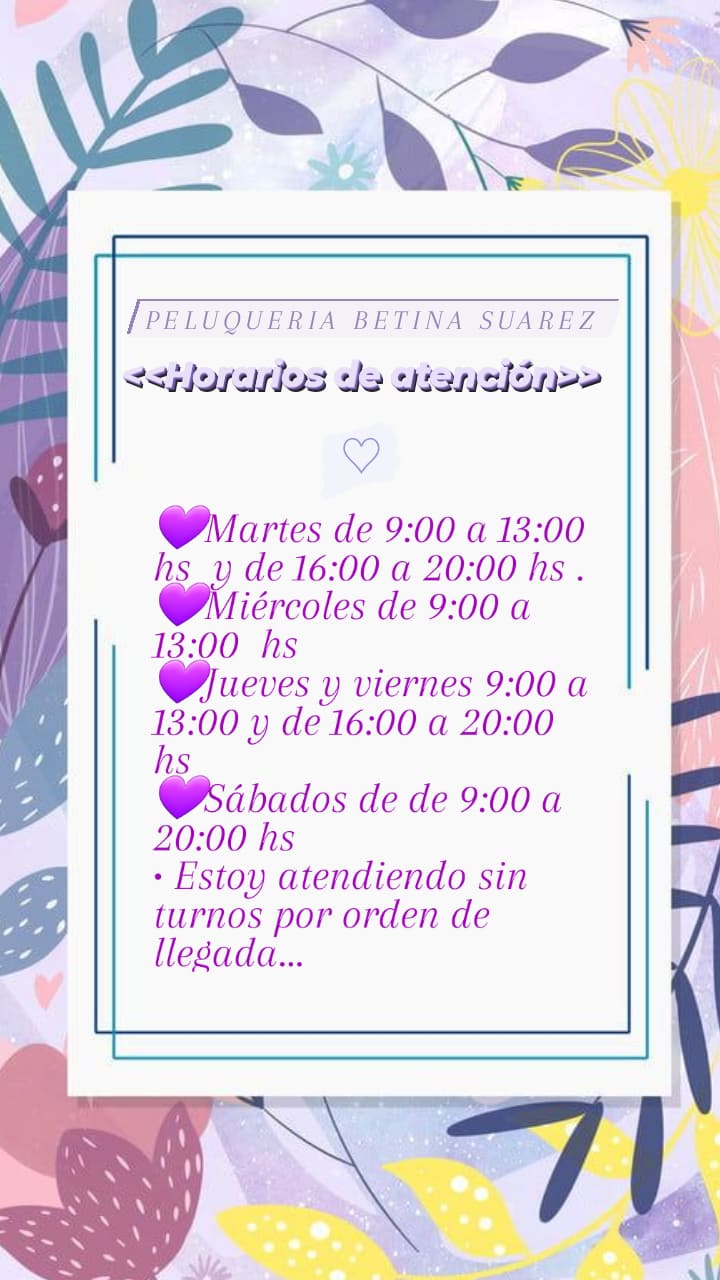 PELUQUERIA BETINA SUAREZ
<<Horarios de atención>>
♡
💜Martes de 9:00 a 13:00
hs  y de 16:00 a 20:00 hs .
💜Miércoles de 9:00 a
13:00  hs
💜Jueves y viernes 9:00 a
13:00 y de 16:00 a 20:00
hs
💜Sábados de de 9:00 a
20:00 hs
• Estoy atendiendo sin
turnos por orden de
llegada...